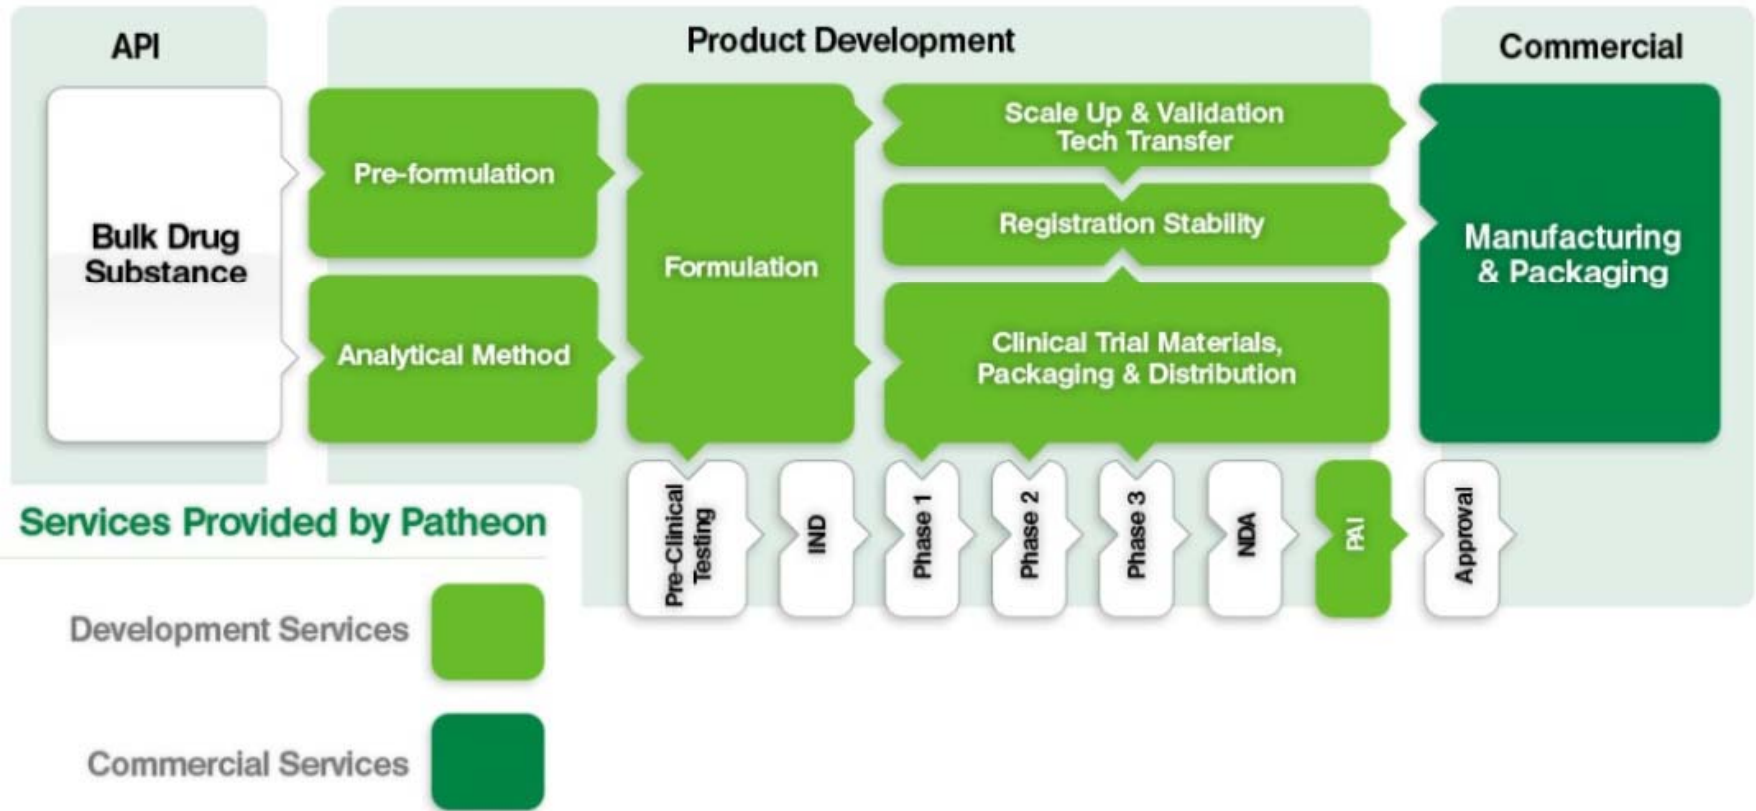 API
Product Development
Commercial
Bulk Drug
Substance
Pre-formulation
Analytical Method
Formulation
Scale Up & Validation
Tech Transfer
Registration Stability
Clinical Trial Materials,
Packaging & Distribution
Manufacturing
& Packaging
Pre-Clinical
Testing
IND
Phase 1
Phase 2
Phase 3
NDA
PAI
Approval
Services Provided by Patheon
Development Services
Commercial Services